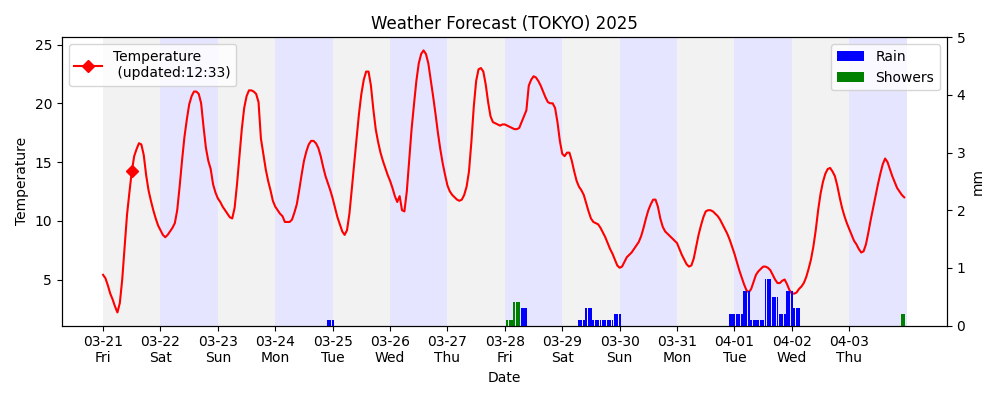 Weather Forecast (TOKYO) 2025
Temperature
(updated:12:33)
Rain
Showers
25
20
15
10
5
Temperature
5
4
3
2
1
0
mm
03-21 03-22 03-23 03-24 03-25 03-26 03-27 03-28 03-29 03-30 03-31 04-01 04-02 04-03
Fri Sat Sun Mon Tue Wed Thu Fri Sat Sun Mon Tue Wed Thu
Date